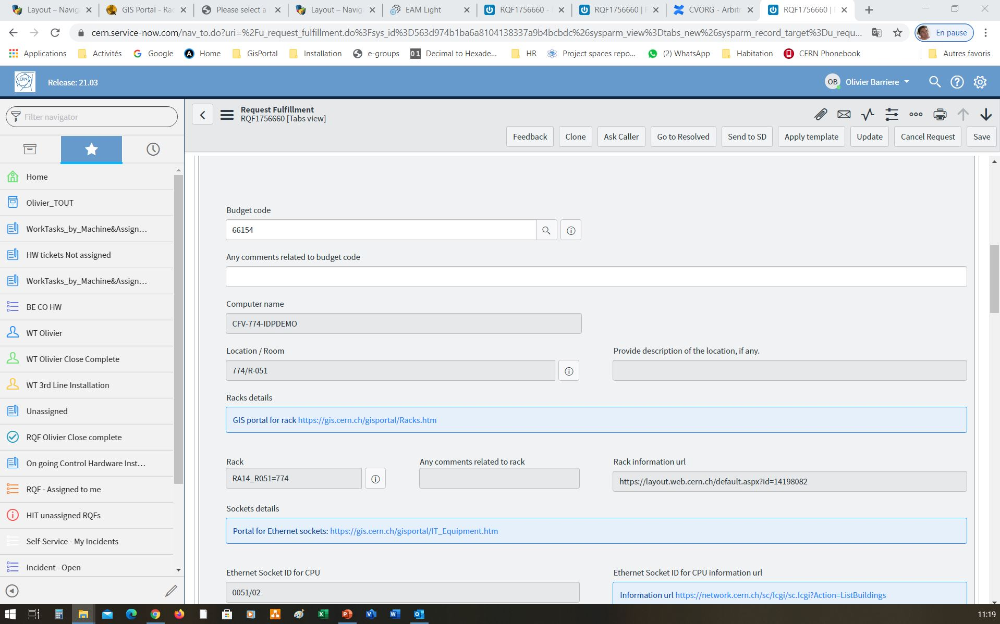 Layout – Navig
GIS Portal - Ra
Please select a
Layout – Navig
EAM Light
RQF1756660 -
RQF1756660 |
CVORG - Arbit
RQF1756660 |
cern.service-now.com/nav_to.do?uri=%2Fu_request_fulfillment.do%3Fsys_id%3D563d974b1ba6a8104138337a9b4bcbdc%26sysparm_view%3Dtabs_new%26sysparm_record_target%3Du_requ...
En pause
Applications
Activités
Google
Home
GisPortal
Installation
e-groups
Decimal to Hexade...
HR
Project spaces repo...
(2) WhatsApp
Habitation
CERN Phonebook
Autres favoris
CERN
Release: 21.03
OB
Olivier Barriere
Filter navigator
Request Fulfillment
RQF1756660 [Tabs view]
Feedback
Clone
Ask Caller
Go to Resolved
Send to SD
Apply template
Update
Cancel Request
Save
Home
Olivier_TOUT
WorkTasks_by_Machine&Assign...
HW tickets Not assigned
WorkTasks_by_Machine&Assign...
BE CO HW
WT Olivier
WT Olivier Close Complete
WT 3rd Line Installation
Unassigned
RQF Olivier Close complete
On going Control Hardware Inst...
RQF - Assigned to me
HIT unassigned RQFs
Self-Service - My Incidents
Incident - Open
Budget code
66154
Any comments related to budget code
Computer name
CFV-774-IDPDEMO
Location / Room
774/R-051
Provide description of the location, if any.
Racks details
GIS portal for rack https://gis.cern.ch/gisportal/Racks.htm
Rack
RA14_R051=774
Any comments related to rack
Rack information url
https://layout.web.cern.ch/default.aspx?id=14198082
Sockets details
Portal for Ethernet sockets: https://gis.cern.ch/gisportal/IT_Equipment.htm
Ethernet Socket ID for CPU
0051/02
Ethernet Socket ID for CPU information url
Information url https://network.cern.ch/sc/fcgi/sc.fcgi?Action=ListBuildings
11:19